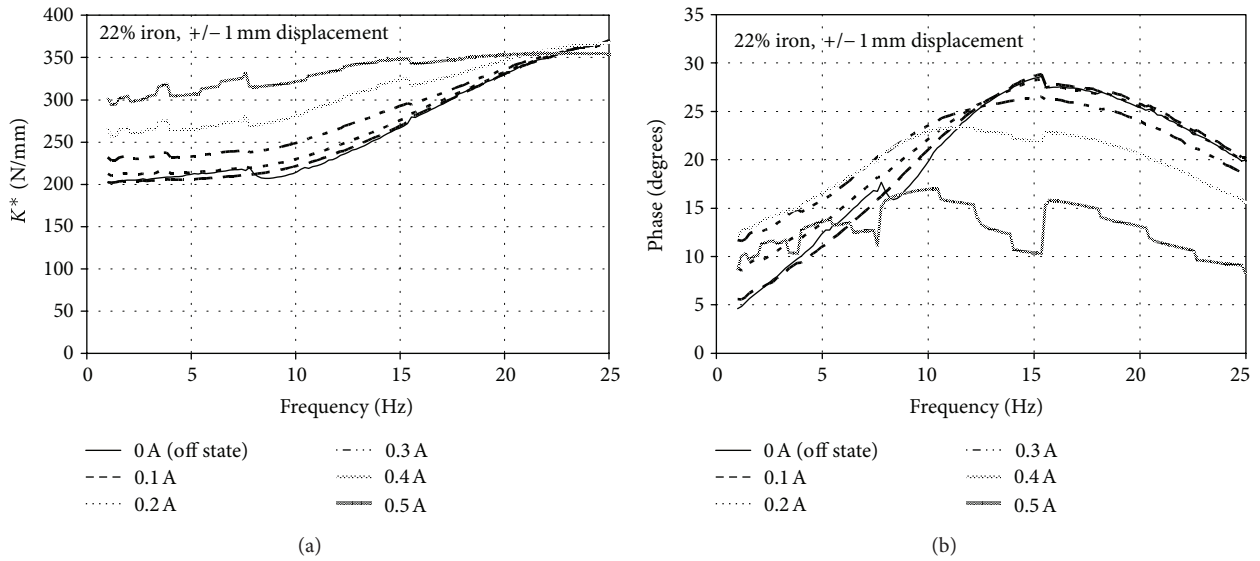 22% iron, +/− 1 mm displacement
K* (N/mm)
400
350
300
250
200
150
100
50
0
0 5 10 15 20 25
Frequency (Hz)
0 A (off state)
0.1 A
0.2 A
0.3 A
0.4 A
0.5 A
(a)
22% iron, +/− 1 mm displacement
Phase (degrees)
35
30
25
20
15
10
5
0
0 5 10 15 20 25
Frequency (Hz)
0 A (off state)
0.1 A
0.2 A
0.3 A
0.4 A
0.5 A
(b)